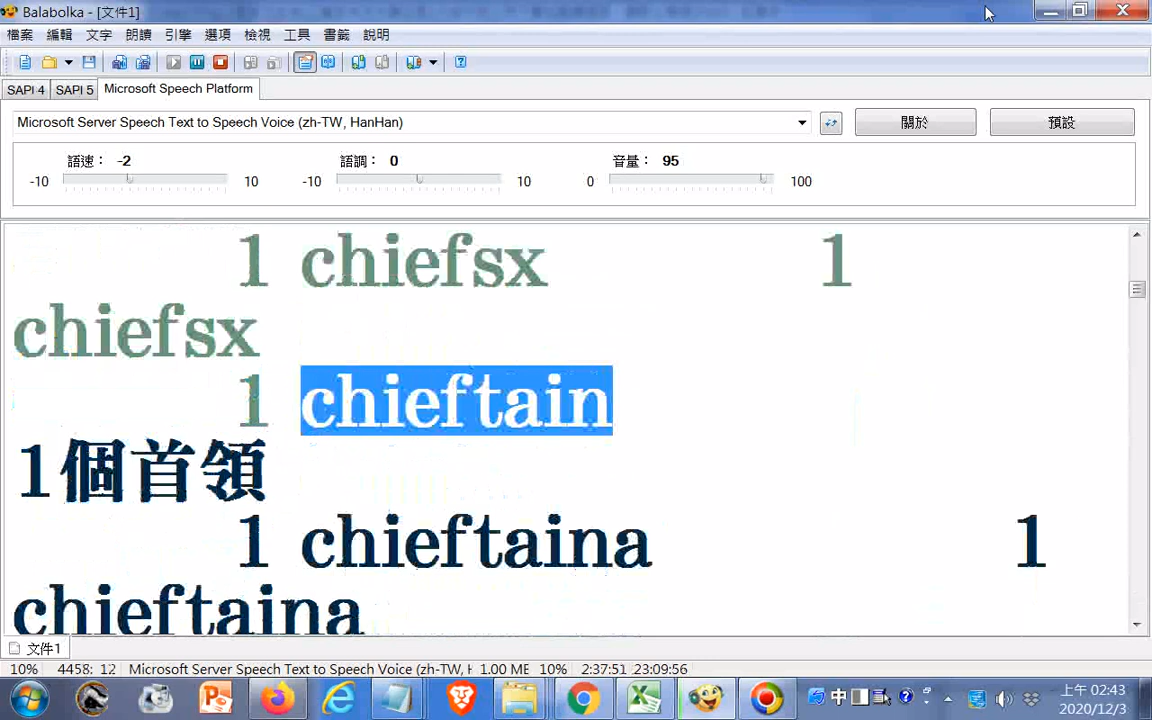 Balabolka - [文件1]
檔案 編輯 文字 朗讀 引擎 選項 檢視 工具 書籤 說明
SAPI 4 SAPI 5 Microsoft Speech Platform
Microsoft Server Speech Text to Speech Voice (zh-TW, HanHan) 關於 預設
語速： -2 語調： 0 音量： 95
-10 10 -10 10 0 100
1 chiefsx 1
chiefsx
1 chieftain
1個首領
1 chieftaina 1
chieftaina
文件1
10% 4458: 12 Microsoft Server Speech Text to Speech Voice (zh-TW, H 1.00 ME 10% 2:37:51 23:09:56
中 上午 02:43
2020/12/3